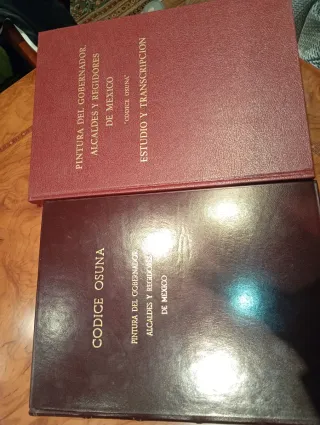 PINTURA DEL GOBERNADOR,
ALCALDES Y REGIDORES
DE MEXICO
"CODICE OSUNA"
ESTUDIO Y TRANSCRIPCION
CODICE OSUNA
PINTURA DEL GOBERNADOR
ALCALDES Y REGIDORES
DE MEXICO